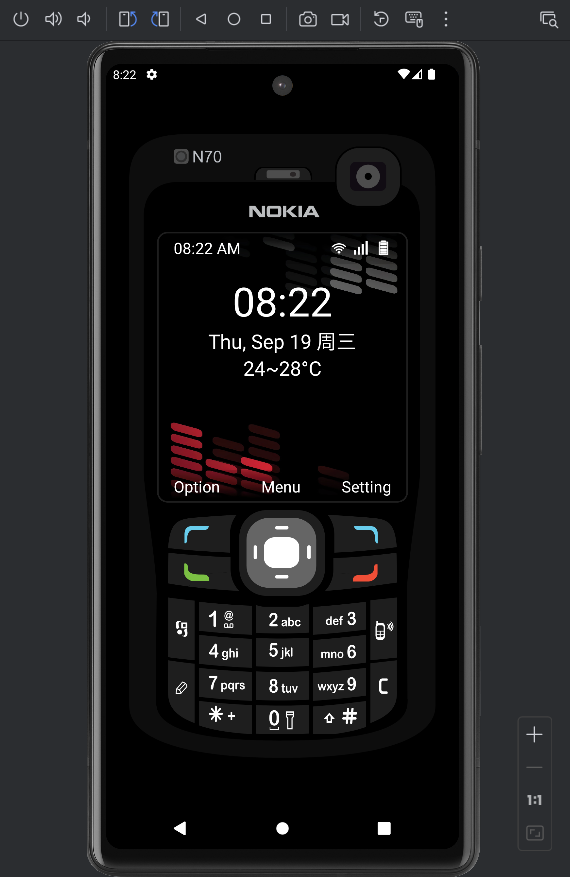 8:22
N70
NOKIA
08:22 AM
08:22
Thu, Sep 19 周三
24~28°C
Option Menu Setting
1 @ 2 abc def 3
4 ghi 5 jkl mno 6
7 pqrs 8 tuv wxyz 9 C
* + 0 #
1:1